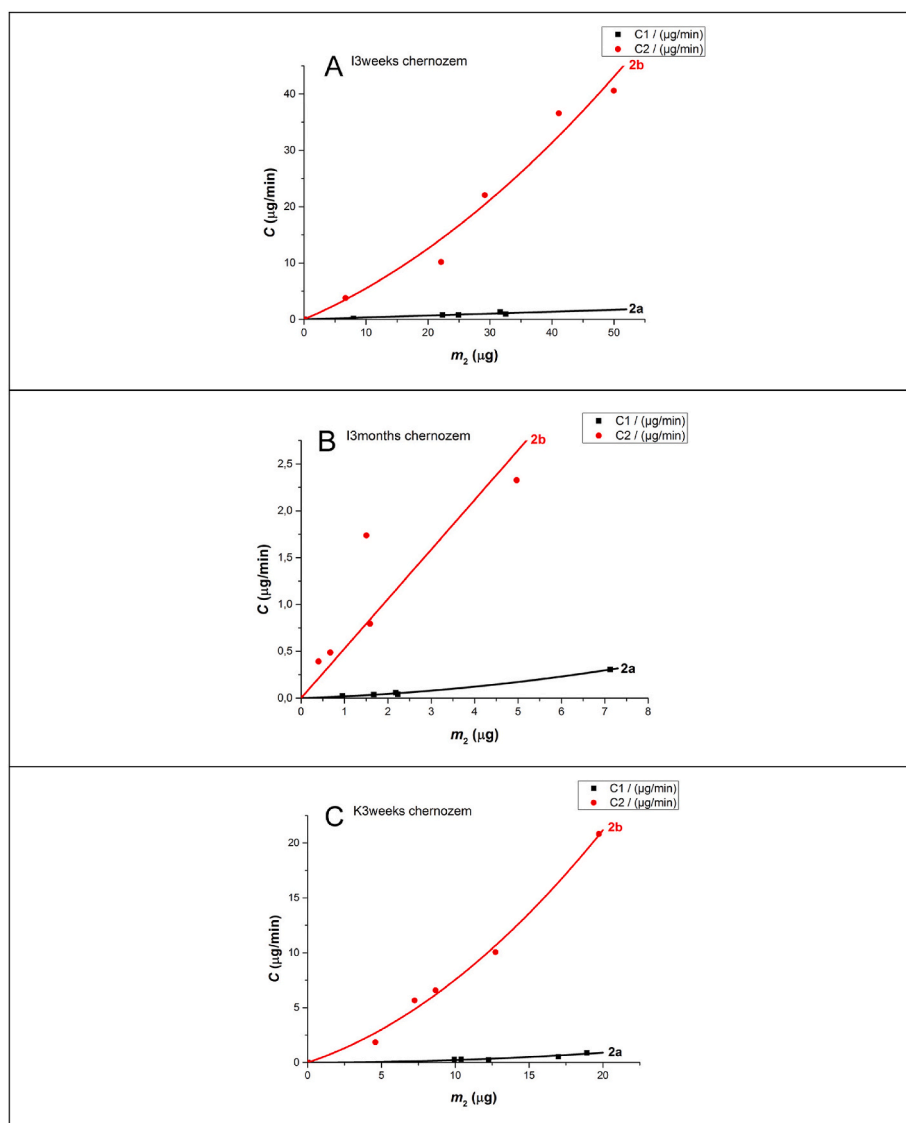 C1 / (µg/min)
C2 / (µg/min)
A I3weeks chernozem
2b
40
30
20
10
0
C (µg/min)
2a
0 10 20 30 40 50
m2 (µg)
C1 / (µg/min)
C2 / (µg/min)
B I3months chernozem
2b
2,5
2,0
1,5
1,0
0,5
0,0
C (µg/min)
2a
0 1 2 3 4 5 6 7 8
m2 (µg)
C1 / (µg/min)
C2 / (µg/min)
C K3weeks chernozem
2b
20
15
10
5
0
C (µg/min)
2a
0 5 10 15 20
m2 (µg)